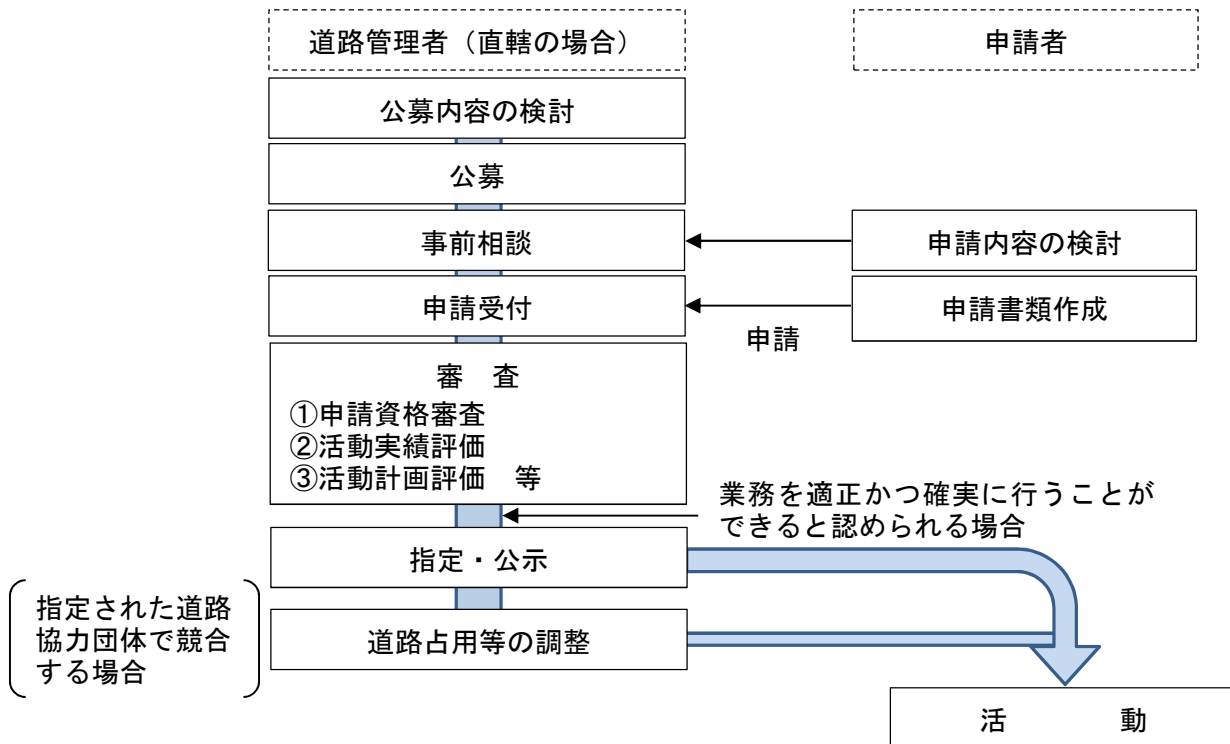 道路管理者（直轄の場合）
申請者
公募内容の検討
公募
事前相談
申請内容の検討
申請受付
申請書類作成
申請
審　査
①申請資格審査
②活動実績評価
③活動計画評価　等
業務を適正かつ確実に行うことが
できると認められる場合
指定・公示
指定された道路
協力団体で競合
する場合
道路占用等の調整
活　　　動